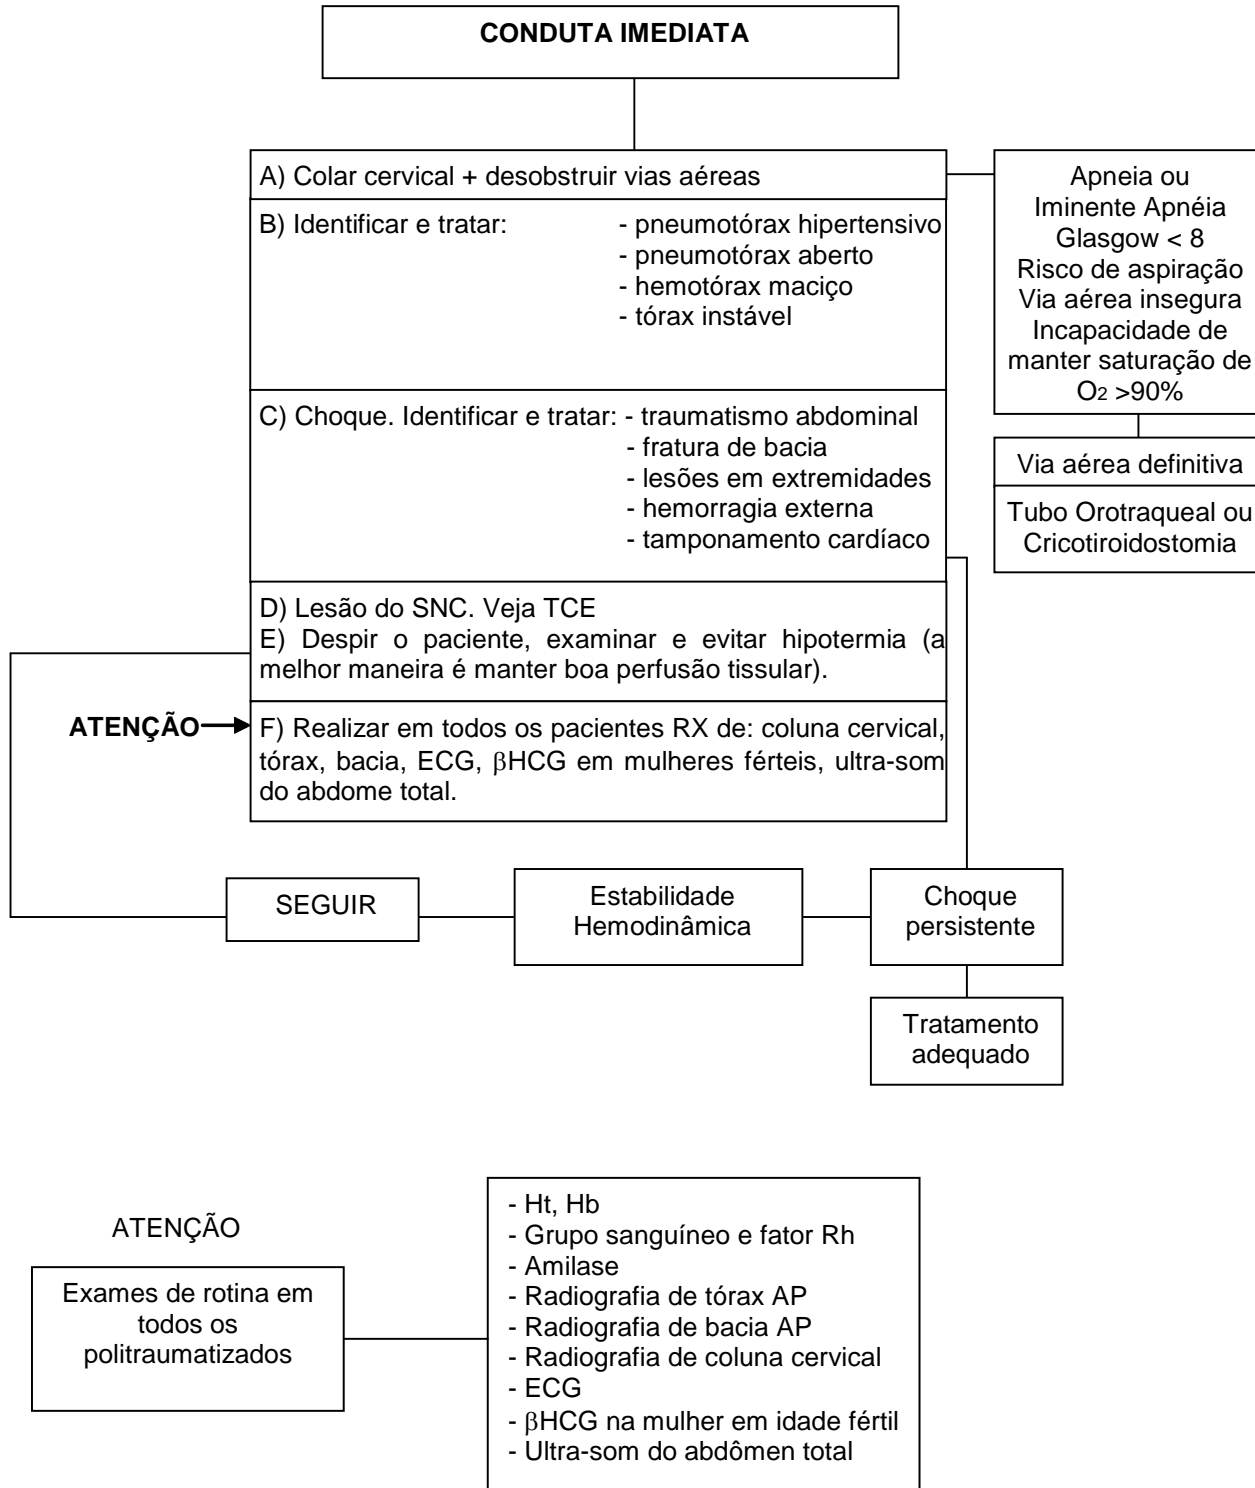 CONDUTA IMEDIATA
A) Colar cervical + desobstruir vias aéreas
B) Identificar e tratar: - pneumotórax hipertensivo
- pneumotórax aberto
- hemotórax maciço
- tórax instável
Apneia ou
Iminente Apnéia
Glasgow < 8
Risco de aspiração
Via aérea insegura
Incapacidade de
manter saturação de
O2 >90%
C) Choque. Identificar e tratar: - traumatismo abdominal
- fratura de bacia
- lesões em extremidades
- hemorragia externa
- tamponamento cardíaco
Via aérea definitiva
Tubo Orotraqueal ou
Cricotiroidostomia
D) Lesão do SNC. Veja TCE
E) Despir o paciente, examinar e evitar hipotermia (a
melhor maneira é manter boa perfusão tissular).
ATENÇÃO
F) Realizar em todos os pacientes RX de: coluna cervical,
tórax, bacia, ECG, βHCG em mulheres férteis, ultra-som
do abdome total.
SEGUIR
Estabilidade
Hemodinâmica
Choque
persistente
Tratamento
adequado
ATENÇÃO
Exames de rotina em
todos os
politraumatizados
- Ht, Hb
- Grupo sanguíneo e fator Rh
- Amilase
- Radiografia de tórax AP
- Radiografia de bacia AP
- Radiografia de coluna cervical
- ECG
- βHCG na mulher em idade fértil
- Ultra-som do abdômen total